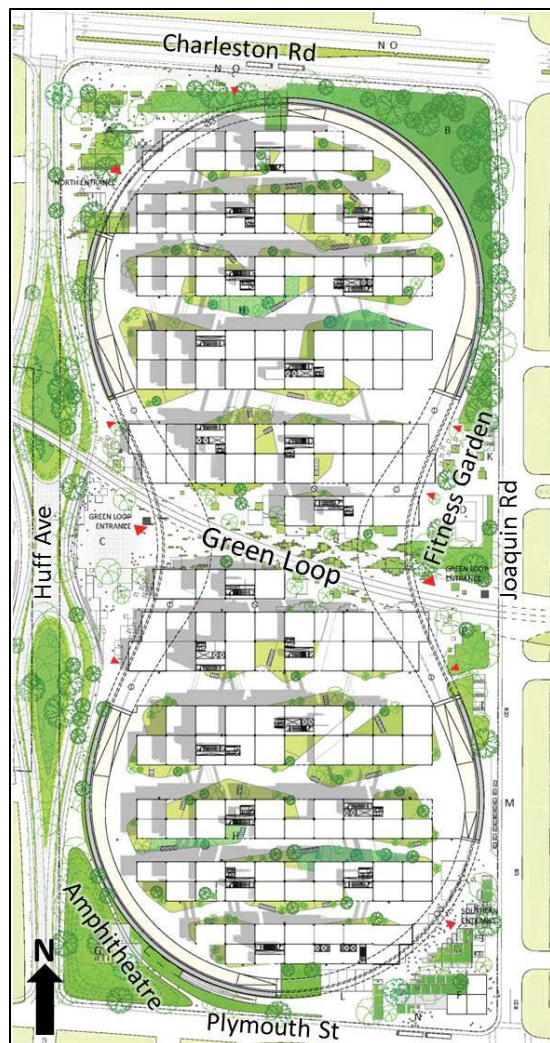 Charleston Rd
N O
N O
B
NORTH ENTRANCE
H
Fitness Garden
K
Huff Ave
GREEN LOOP
ENTRANCE
C
Green Loop
D
Joaquin Rd
GREEN LOOP
ENTRANCE
E
M
H
SOUTHERN
ENTRANCE
Amphitheatre
G
N
L
F
N
Plymouth St